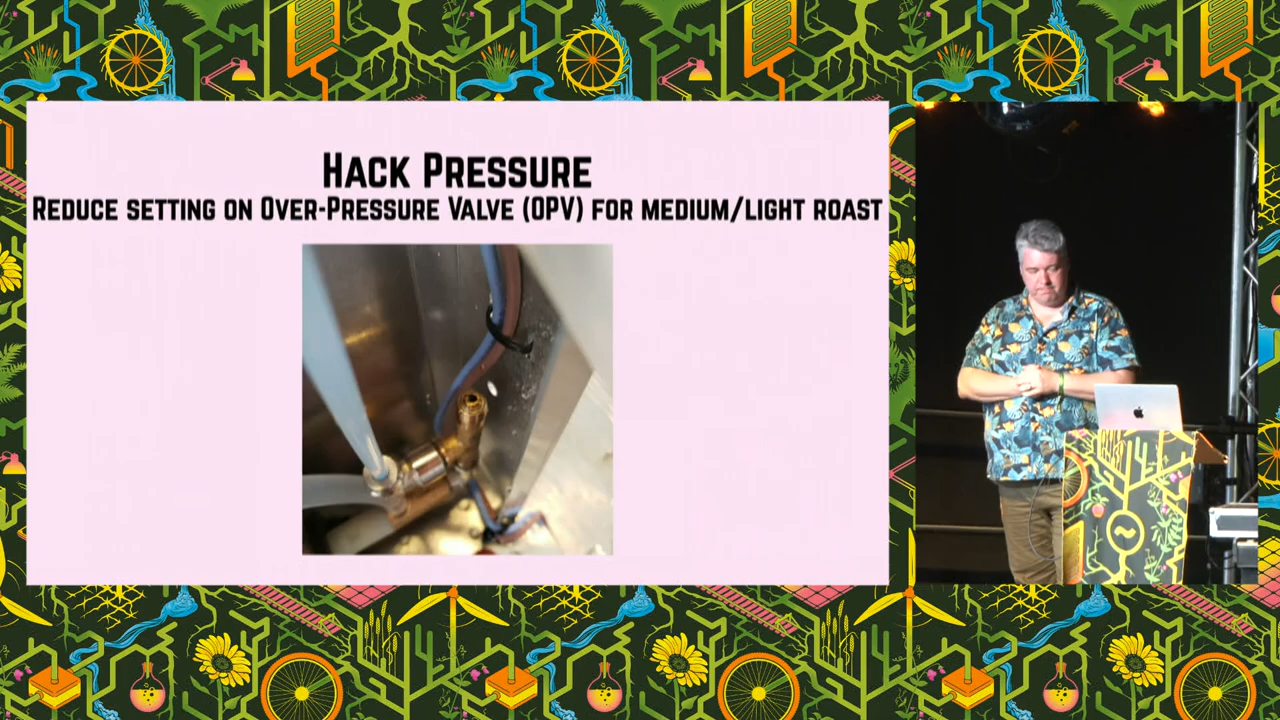 Hack Pressure
Reduce setting on Over-Pressure Valve (OPV) for medium/light roast